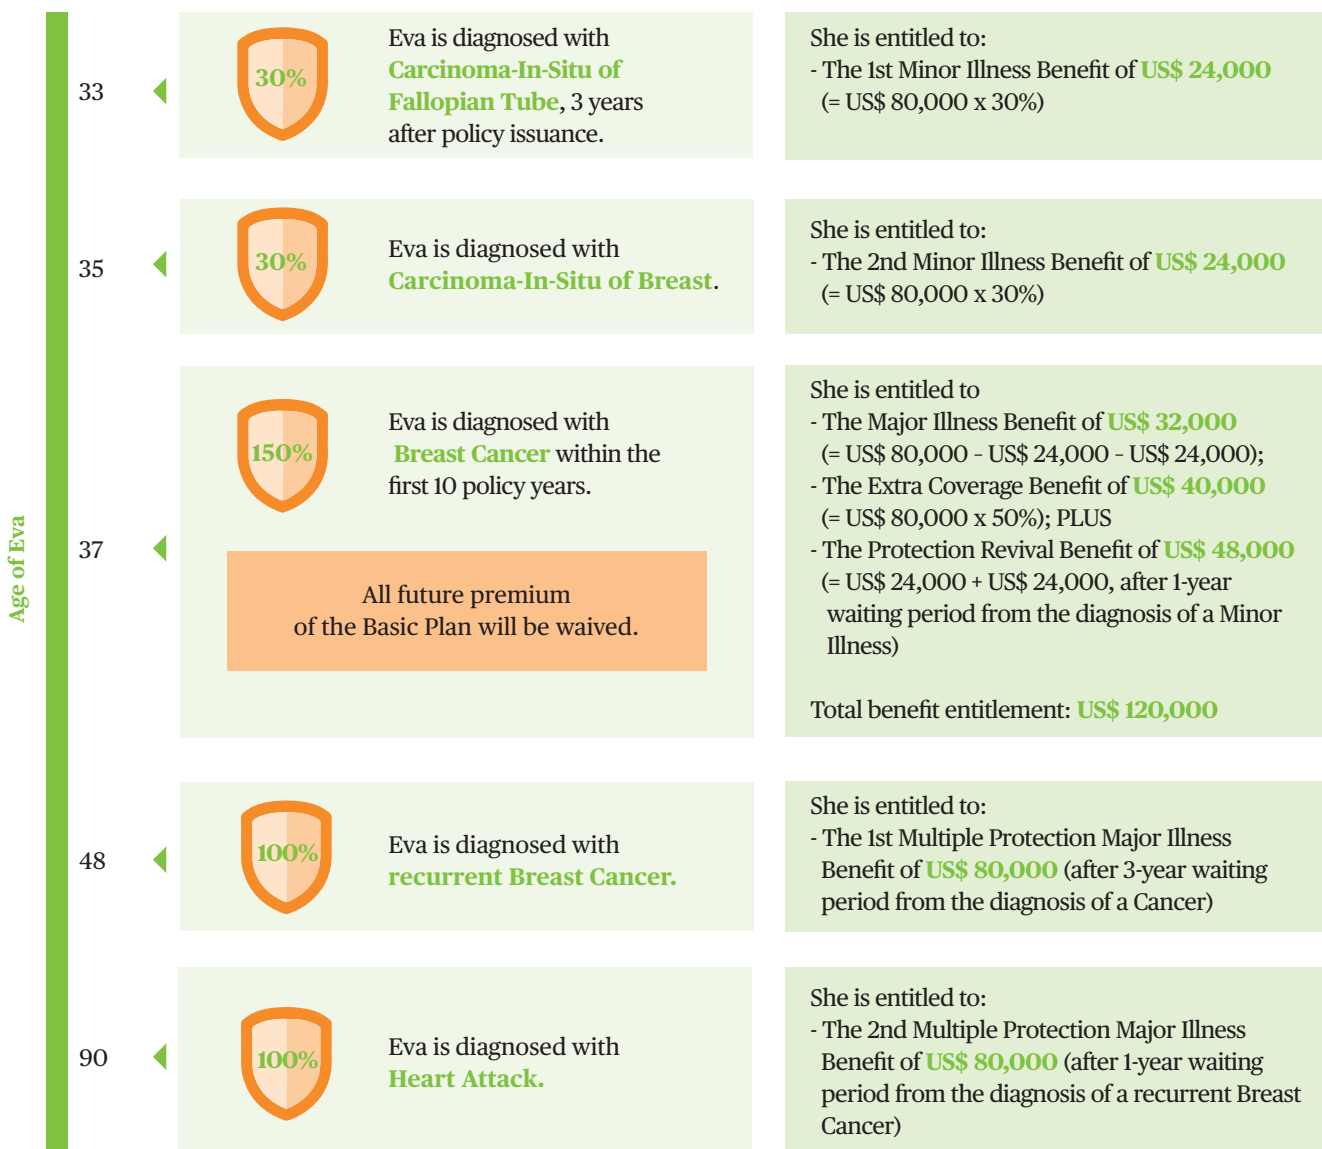 Age of Eva
33
30%
Eva is diagnosed with
Carcinoma-In-Situ of
Fallopian Tube, 3 years
after policy issuance.
She is entitled to:
- The 1st Minor Illness Benefit of US$ 24,000
(= US$ 80,000 x 30%)
35
30%
Eva is diagnosed with
Carcinoma-In-Situ of Breast.
She is entitled to:
- The 2nd Minor Illness Benefit of US$ 24,000
(= US$ 80,000 x 30%)
37
150%
Eva is diagnosed with
Breast Cancer within the
first 10 policy years.
All future premium
of the Basic Plan will be waived.
She is entitled to
- The Major Illness Benefit of US$ 32,000
(= US$ 80,000 – US$ 24,000 – US$ 24,000);
- The Extra Coverage Benefit of US$ 40,000
(= US$ 80,000 x 50%); PLUS
- The Protection Revival Benefit of US$ 48,000
(= US$ 24,000 + US$ 24,000, after 1-year
waiting period from the diagnosis of a Minor
Illness)
Total benefit entitlement: US$ 120,000
48
100%
Eva is diagnosed with
recurrent Breast Cancer.
She is entitled to:
- The 1st Multiple Protection Major Illness
Benefit of US$ 80,000 (after 3-year waiting
period from the diagnosis of a Cancer)
90
100%
Eva is diagnosed with
Heart Attack.
She is entitled to:
- The 2nd Multiple Protection Major Illness
Benefit of US$ 80,000 (after 1-year waiting
period from the diagnosis of a recurrent Breast
Cancer)